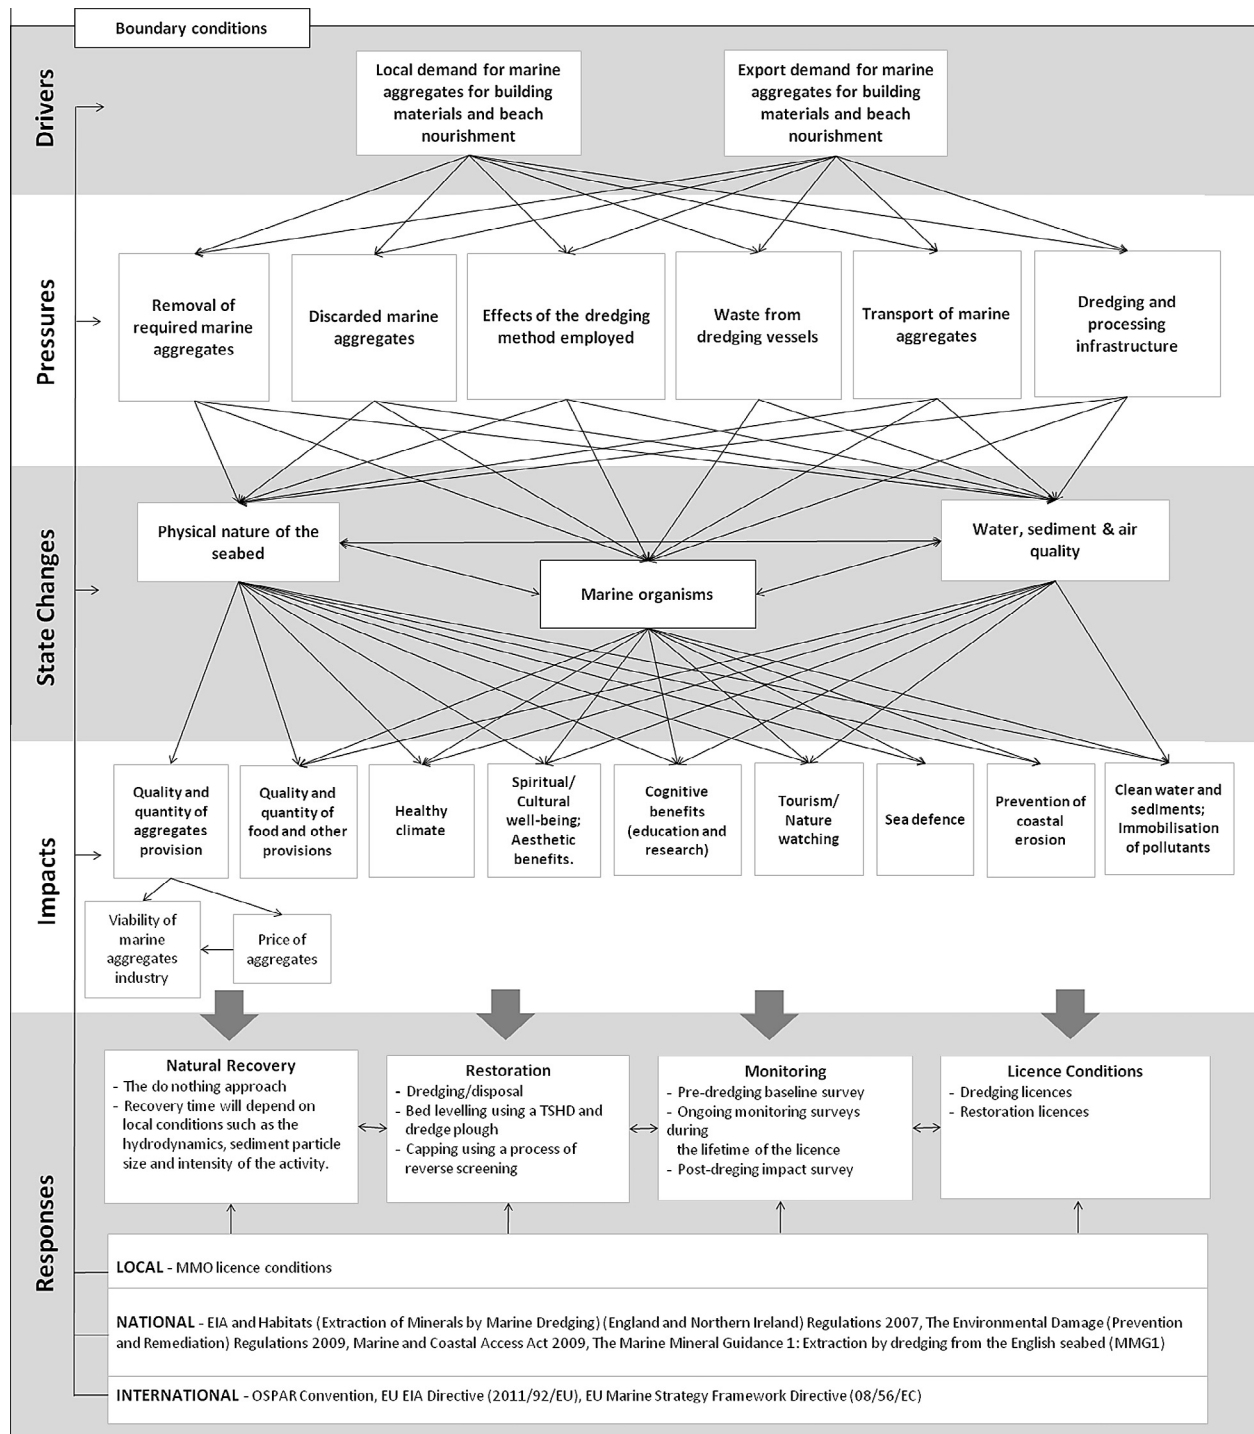 Boundary conditions
Drivers
Local demand for marine
aggregates for building
materials and beach
nourishment
Export demand for marine
aggregates for building
materials and beach
nourishment
Pressures
Removal of
required marine
aggregates
Discarded marine
aggregates
Effects of the dredging
method employed
Waste from
dredging vessels
Transport of marine
aggregates
Dredging and
processing
infrastructure
State Changes
Physical nature of the
seabed
Marine organisms
Water, sediment & air
quality
Impacts
Quality and
quantity of
aggregates
provision
Quality and
quantity of
food and other
provisions
Healthy
climate
Spiritual/
Cultural
well-being;
Aesthetic
benefits.
Cognitive
benefits
(education and
research)
Tourism/
Nature
watching
Sea defence
Prevention of
coastal
erosion
Clean water and
sediments;
Immobilisation
of pollutants
Viability of
marine
aggregates
industry
Price of
aggregates
Responses
Natural Recovery
- The do nothing approach
- Recovery time will depend on
local conditions such as the
hydrodynamics, sediment particle
size and intensity of the activity.
Restoration
- Dredging/disposal
- Bed levelling using a TSHD and
dredge plough
- Capping using a process of
reverse screening
Monitoring
- Pre-dredging baseline survey
- Ongoing monitoring surveys
during
the lifetime of the licence
- Post-dreging impact survey
Licence Conditions
- Dredging licences
- Restoration licences
LOCAL - MMO licence conditions
NATIONAL - EIA and Habitats (Extraction of Minerals by Marine Dredging) (England and Northern Ireland) Regulations 2007, The Environmental Damage (Prevention
and Remediation) Regulations 2009, Marine and Coastal Access Act 2009, The Marine Mineral Guidance 1: Extraction by dredging from the English seabed (MMG1)
INTERNATIONAL - OSPAR Convention, EU EIA Directive (2011/92/EU), EU Marine Strategy Framework Directive (08/56/EC)